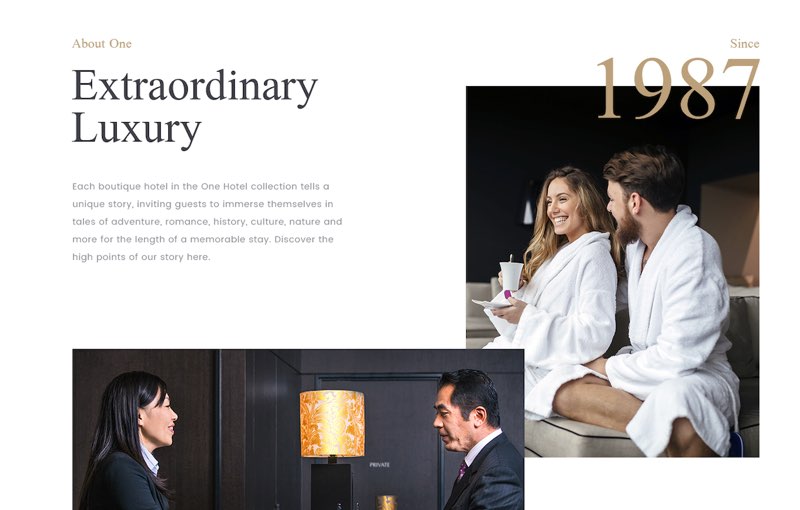 About One
Extraordinary
Luxury
Each boutique hotel in the One Hotel collection tells a
unique story, inviting guests to immerse themselves in
tales of adventure, romance, history, culture, nature and
more for the length of a memorable stay. Discover the
high points of our story here.
Since
1987
PRIVATE